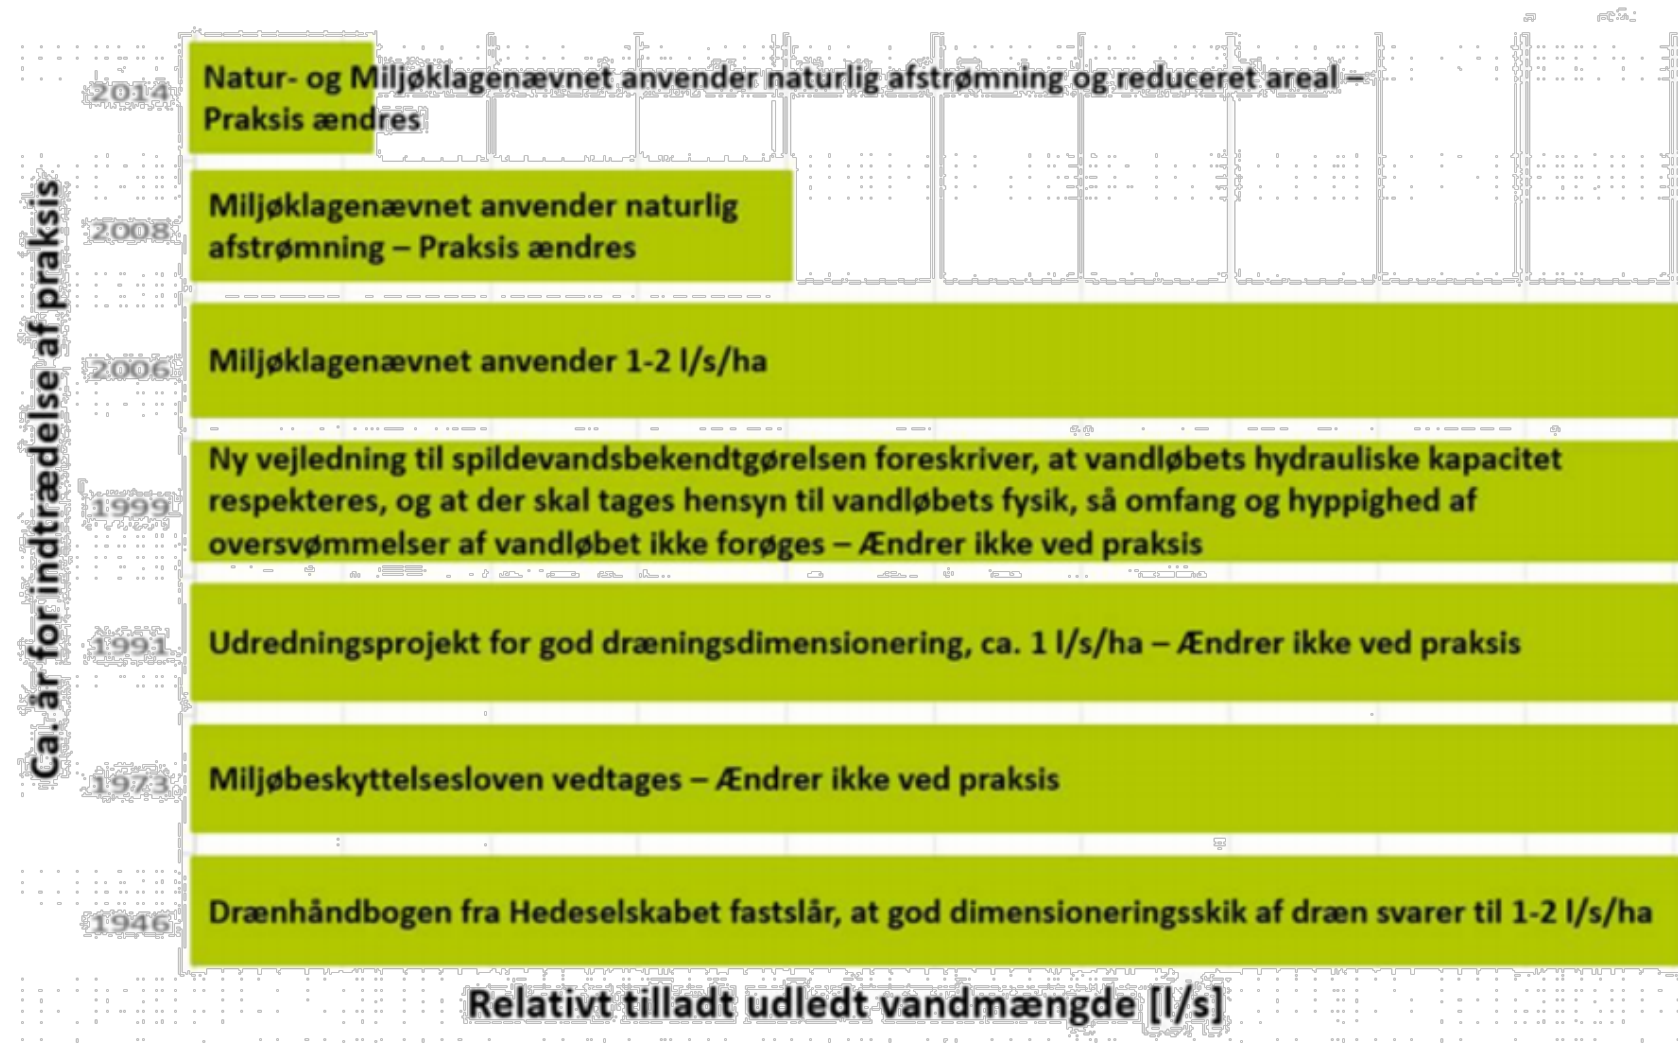 2014
Natur- og Miljøklagenævnet anvender naturlig afstrømning og reduceret areal –
Praksis ændres
2008
Miljøklagenævnet anvender naturlig
afstrømning – Praksis ændres
2006
Miljøklagenævnet anvender 1-2 l/s/ha
1999
Ny vejledning til spildevandsbekendtgørelsen foreskriver, at vandløbets hydrauliske kapacitet
respekteres, og at der skal tages hensyn til vandløbets fysik, så omfang og hyppighed af
oversvømmelser af vandløbet ikke forøges – Ændrer ikke ved praksis
1991
Udredningsprojekt for god dræningsdimensionering, ca. 1 l/s/ha – Ændrer ikke ved praksis
1973
Miljøbeskyttelsesloven vedtages – Ændrer ikke ved praksis
1946
Drænhåndbogen fra Hedeselskabet fastslår, at god dimensioneringsskik af dræn svarer til 1-2 l/s/ha
Ca. år for indtrædelse af praksis
Relativt tilladt udledt vandmængde [l/s]